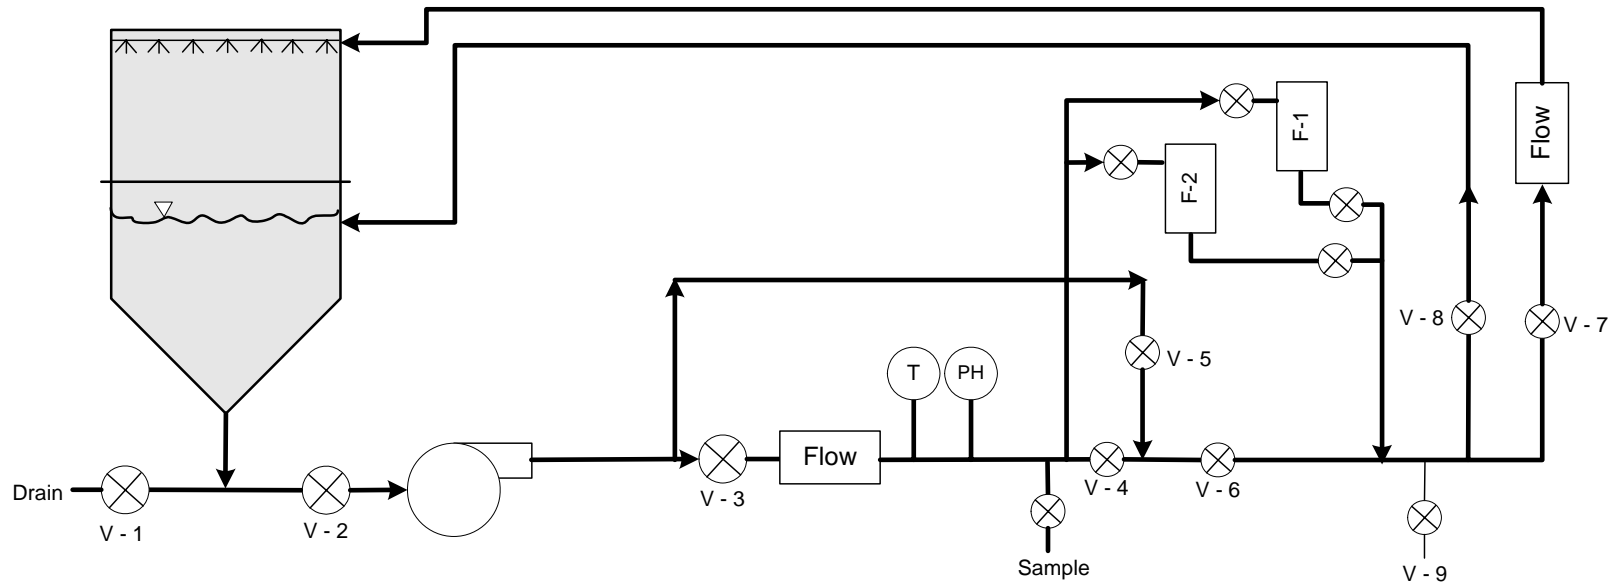 F-1
Flow
F-2
V - 8
V - 7
V - 5
T
PH
Flow
Drain
V - 1
V - 2
V - 3
V - 4
V - 6
Sample
V - 9